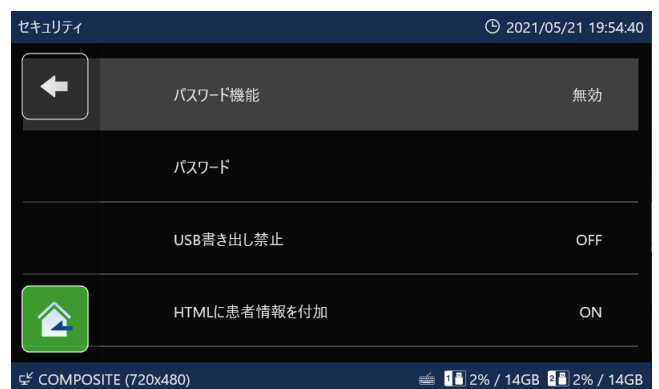 セキュリティ 2021/05/21 19:54:40
パスワード機能 無効
パスワード
USB書き出し禁止 OFF
HTMLに患者情報を付加 ON
COMPOSITE (720x480) 1 2% / 14GB 2 2% / 14GB